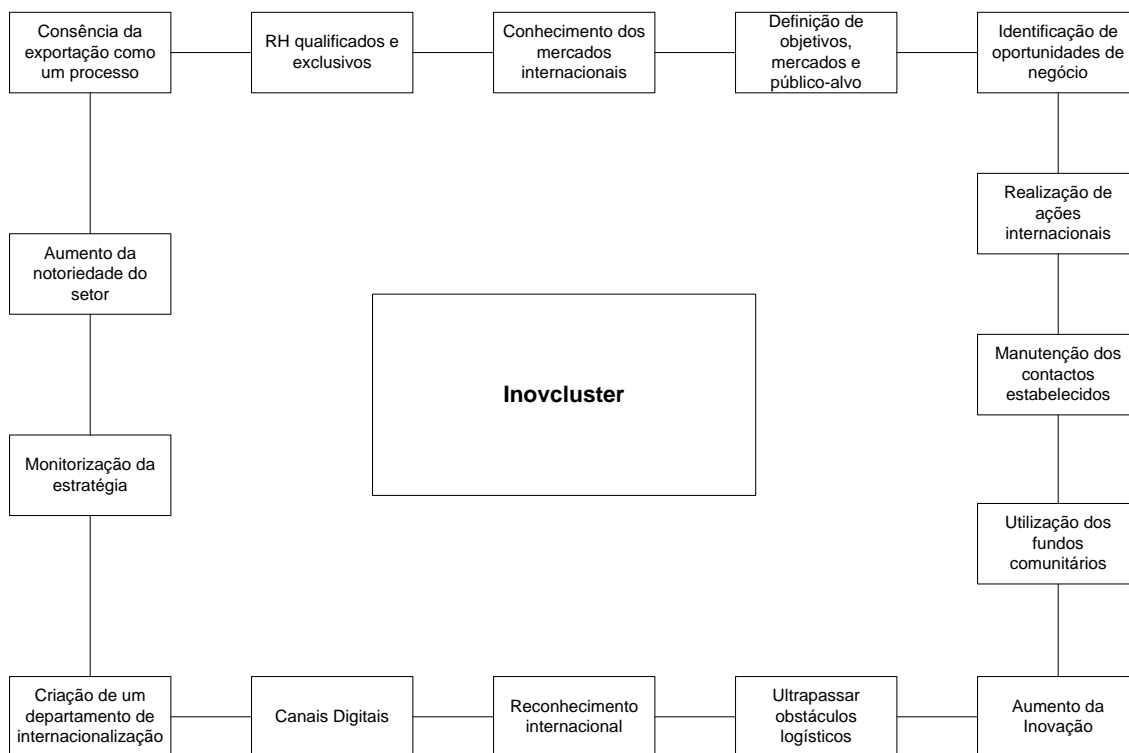 Consência da
exportação como
um processo
RH qualificados e
exclusivos
Conhecimento dos
mercados
internacionais
Definição de
objetivos,
mercados e
público-alvo
Identificação de
oportunidades de
negócio
Realização de
ações
internacionais
Aumento da
notoriedade do
setor
Inovcluster
Manutenção dos
contactos
estabelecidos
Monitorização da
estratégia
Utilização dos
fundos
comunitários
Criação de um
departamento de
internacionalização
Canais Digitais
Reconhecimento
internacional
Ultrapassar
obstáculos
logísticos
Aumento da
Inovação